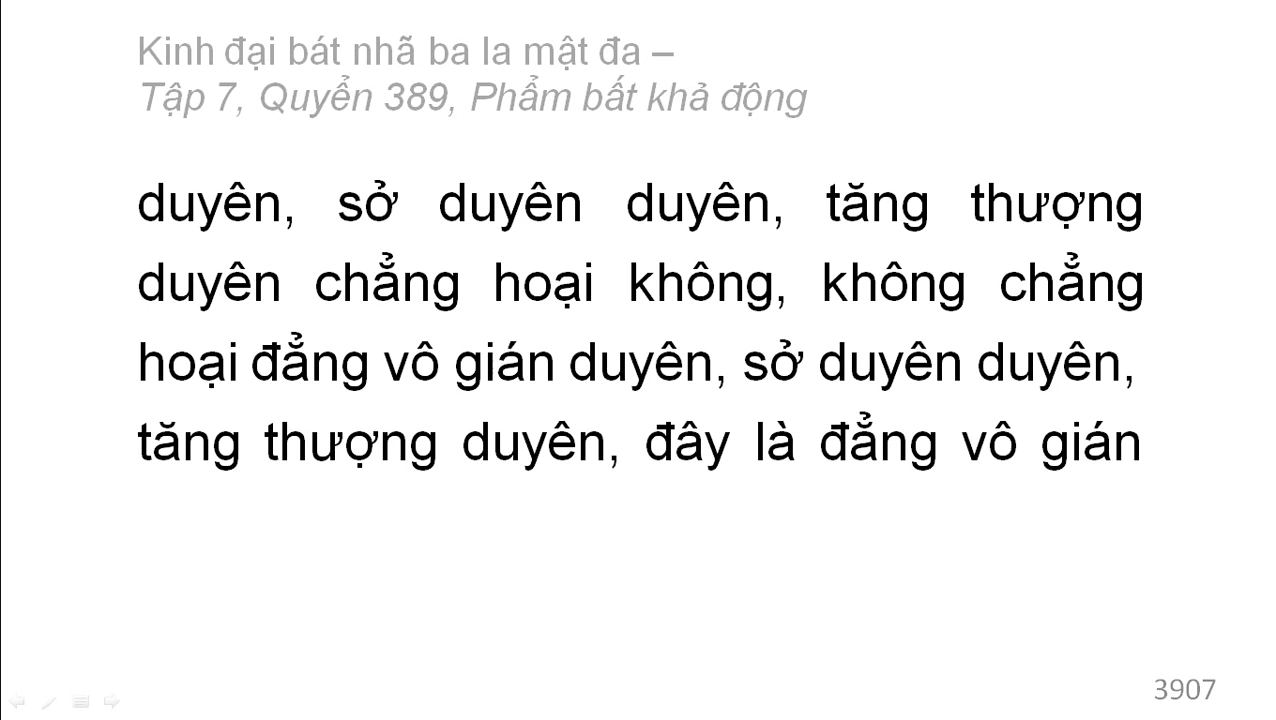 Kinh đại bát nhã ba la mật đa –
Tập 7, Quyển 389, Phẩm bất khả động
duyên, sở duyên duyên, tăng thượng
duyên chẳng hoại không, không chẳng
hoại đẳng vô gián duyên, sở duyên duyên,
tăng thượng duyên, đây là đẳng vô gián
3907